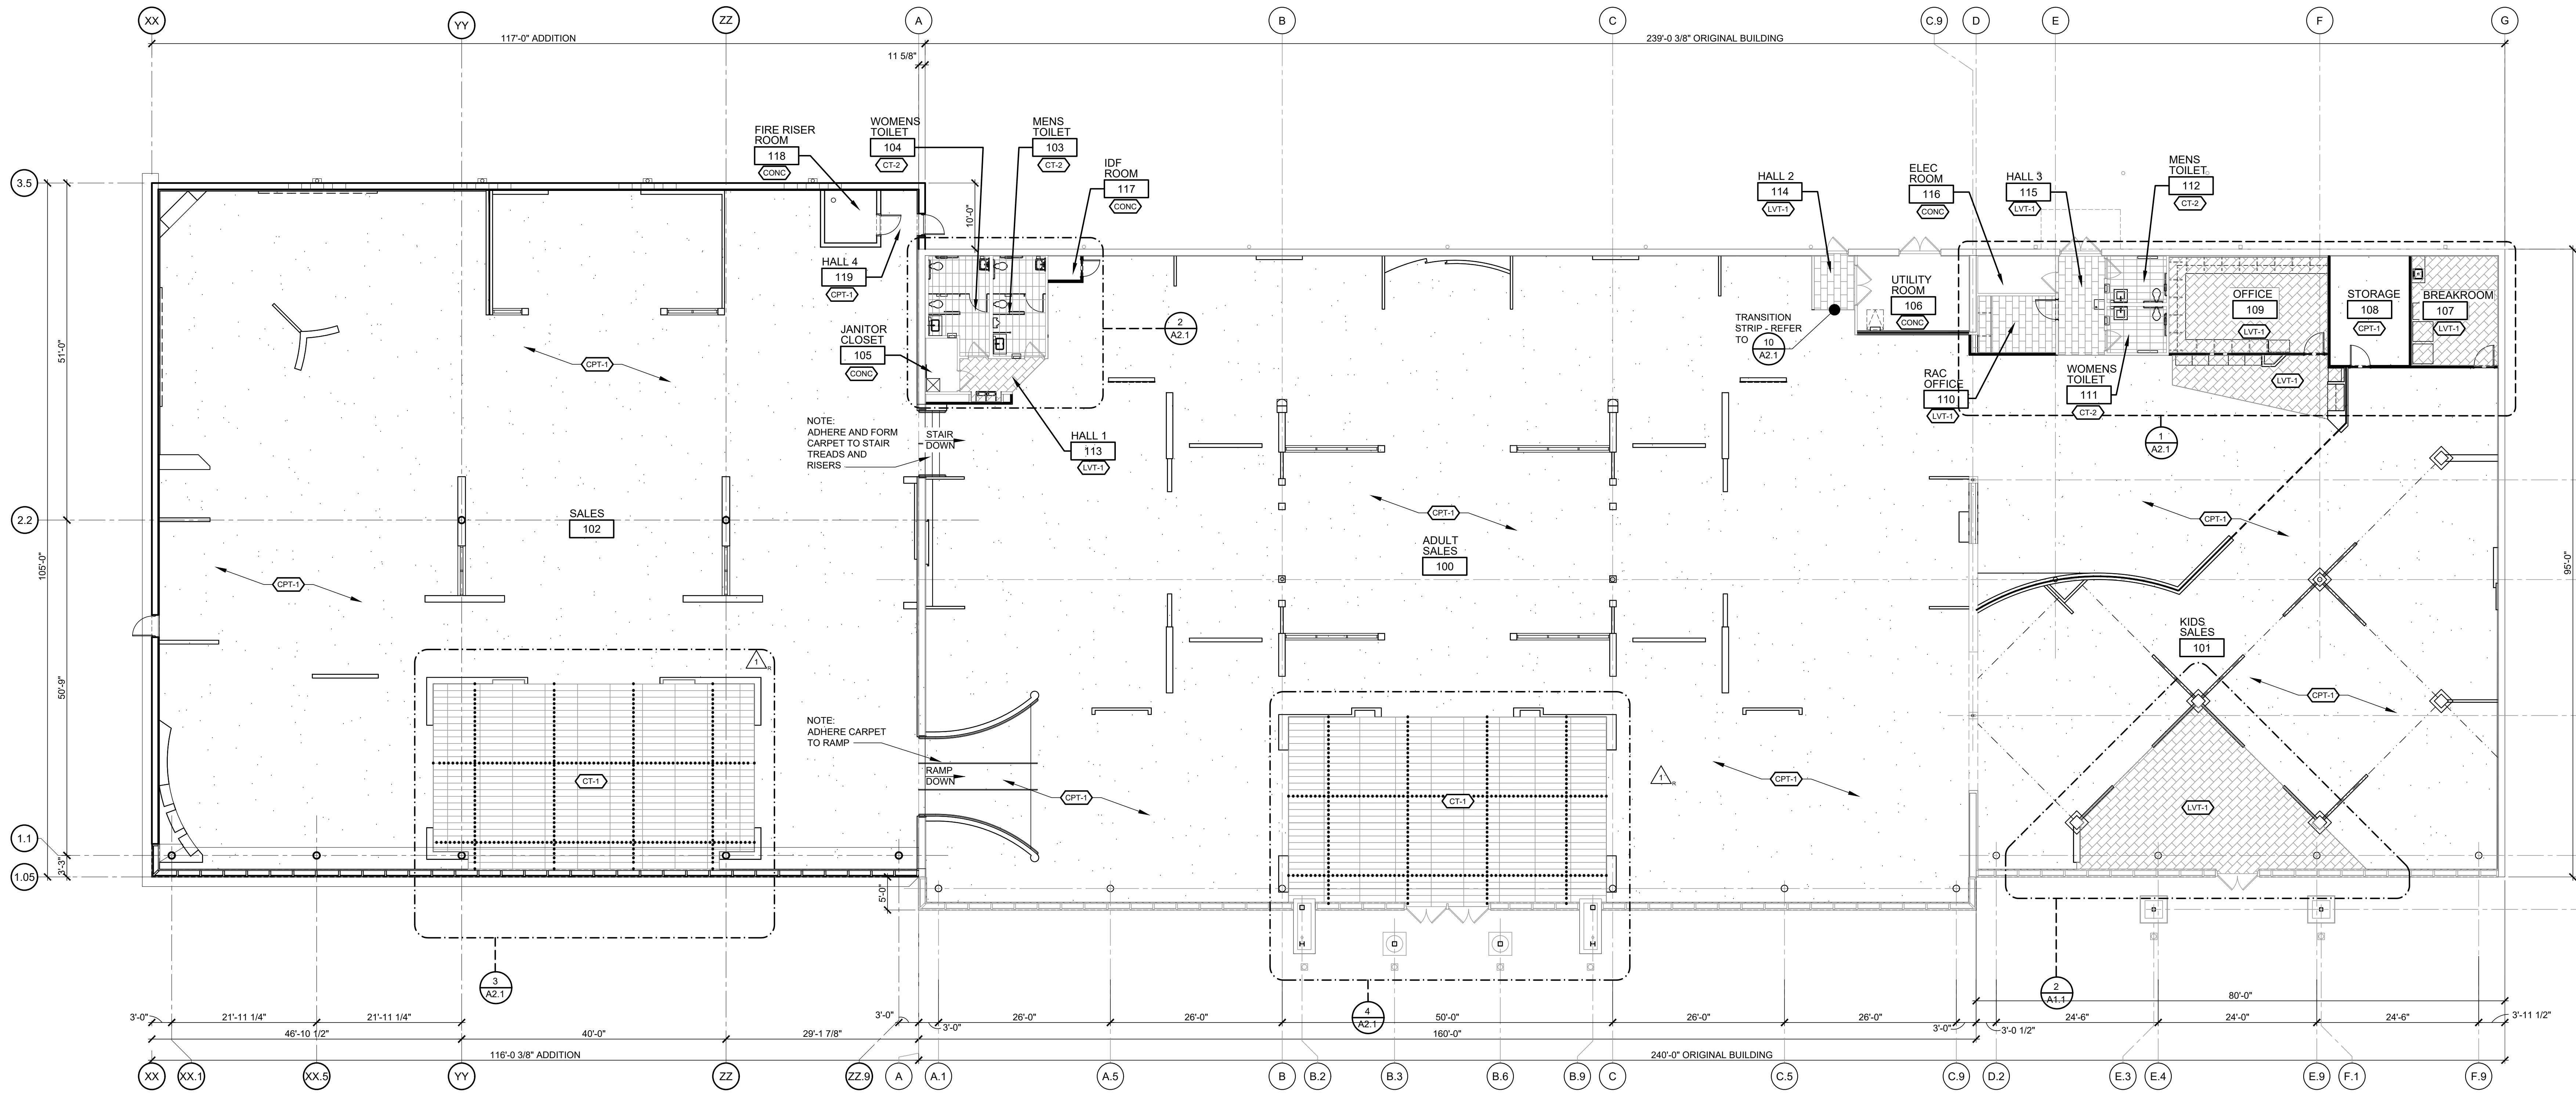 XX
YY
ZZ
A
B
C
C.9
D
E
F
G
117'-0" ADDITION
239'-0 3/8" ORIGINAL BUILDING
11 5/8"
FIRE RISER
ROOM
118
CONC
WOMENS
TOILET
104
CT-2
MENS
TOILET
103
CT-2
IDF
ROOM
117
CONC
HALL 2
114
LVT-1
ELEC
ROOM
116
CONC
HALL 3
115
LVT-1
MENS
TOILET
112
CT-2
3.5
10'-0"
HALL 4
119
CPT-1
UTILITY
ROOM
106
CONC
OFFICE
109
LVT-1
STORAGE
108
CPT-1
BREAKROOM
107
LVT-1
JANITOR
CLOSET
105
CONC
2
A2.1
TRANSITION
STRIP - REFER
TO
10
A2.1
51'-0"
CPT-1
RAC
OFFICE
110
LVT-1
WOMENS
TOILET
111
CT-2
LVT-1
NOTE:
ADHERE AND FORM
CARPET TO STAIR
TREADS AND
RISERS
STAIR
DOWN
HALL 1
113
LVT-1
1
A2.1
2.2
SALES
102
CPT-1
CPT-1
ADULT
SALES
100
105'-0"
95'-0"
CPT-1
KIDS
SALES
101
50'-9"
1
R
CPT-1
NOTE:
ADHERE CARPET
TO RAMP
RAMP
DOWN
CT-1
CPT-1
CT-1
1
R
CPT-1
LVT-1
1.1
3'-3"
1.05
5'-0"
3
A2.1
4
A2.1
2
A1.1
80'-0"
3'-0"
21'-11 1/4"
21'-11 1/4"
3'-0"
3'-0"
26'-0"
26'-0"
50'-0"
26'-0"
26'-0"
3'-0"
3'-0 1/2"
24'-6"
24'-0"
24'-6"
3'-11 1/2"
46'-10 1/2"
40'-0"
29'-1 7/8"
160'-0"
116'-0 3/8" ADDITION
240'-0" ORIGINAL BUILDING
XX
XX.1
XX.5
YY
ZZ
ZZ.9
A
A.1
A.5
B
B.2
B.3
B.6
B.9
C
C.5
C.9
D.2
E.3
E.4
E.9
F.1
F.9